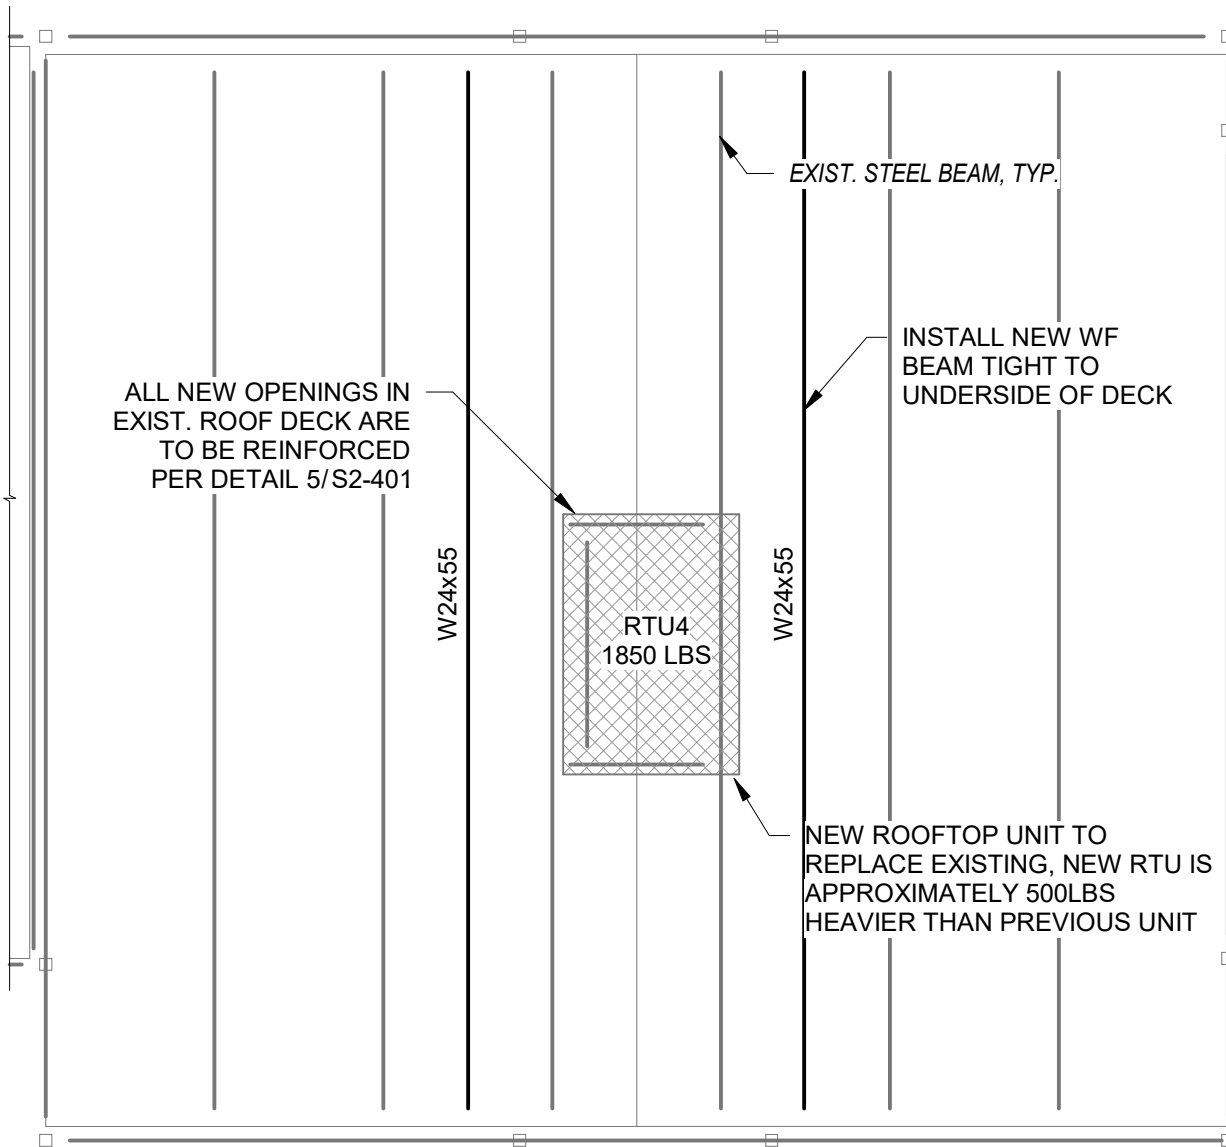 EXIST. STEEL BEAM, TYP.
INSTALL NEW WF
BEAM TIGHT TO
UNDERSIDE OF DECK
ALL NEW OPENINGS IN
EXIST. ROOF DECK ARE
TO BE REINFORCED
PER DETAIL 5/S2-401
W24x55
W24x55
RTU4
1850 LBS
NEW ROOFTOP UNIT TO
REPLACE EXISTING, NEW RTU IS
APPROXIMATELY 500LBS
HEAVIER THAN PREVIOUS UNIT